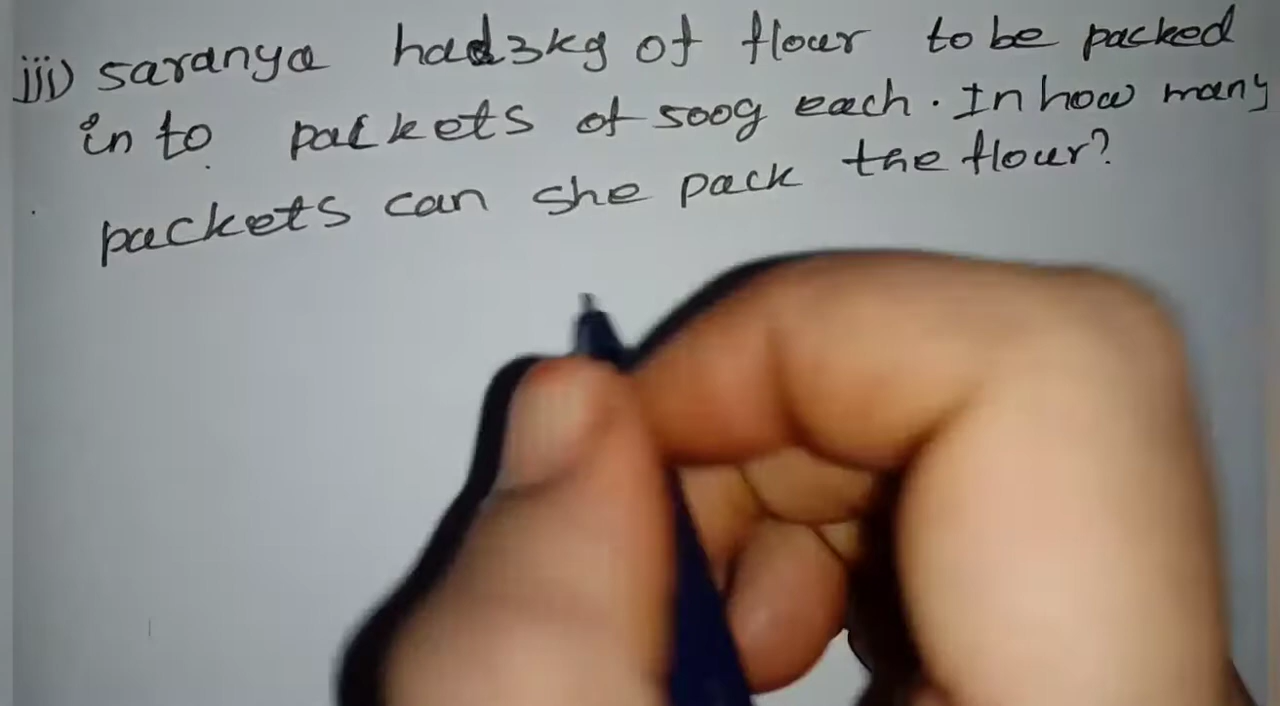 iii) saranya had 3kg of flour to be packed
in to packets of 500g each. In how many
packets can she pack the flour?